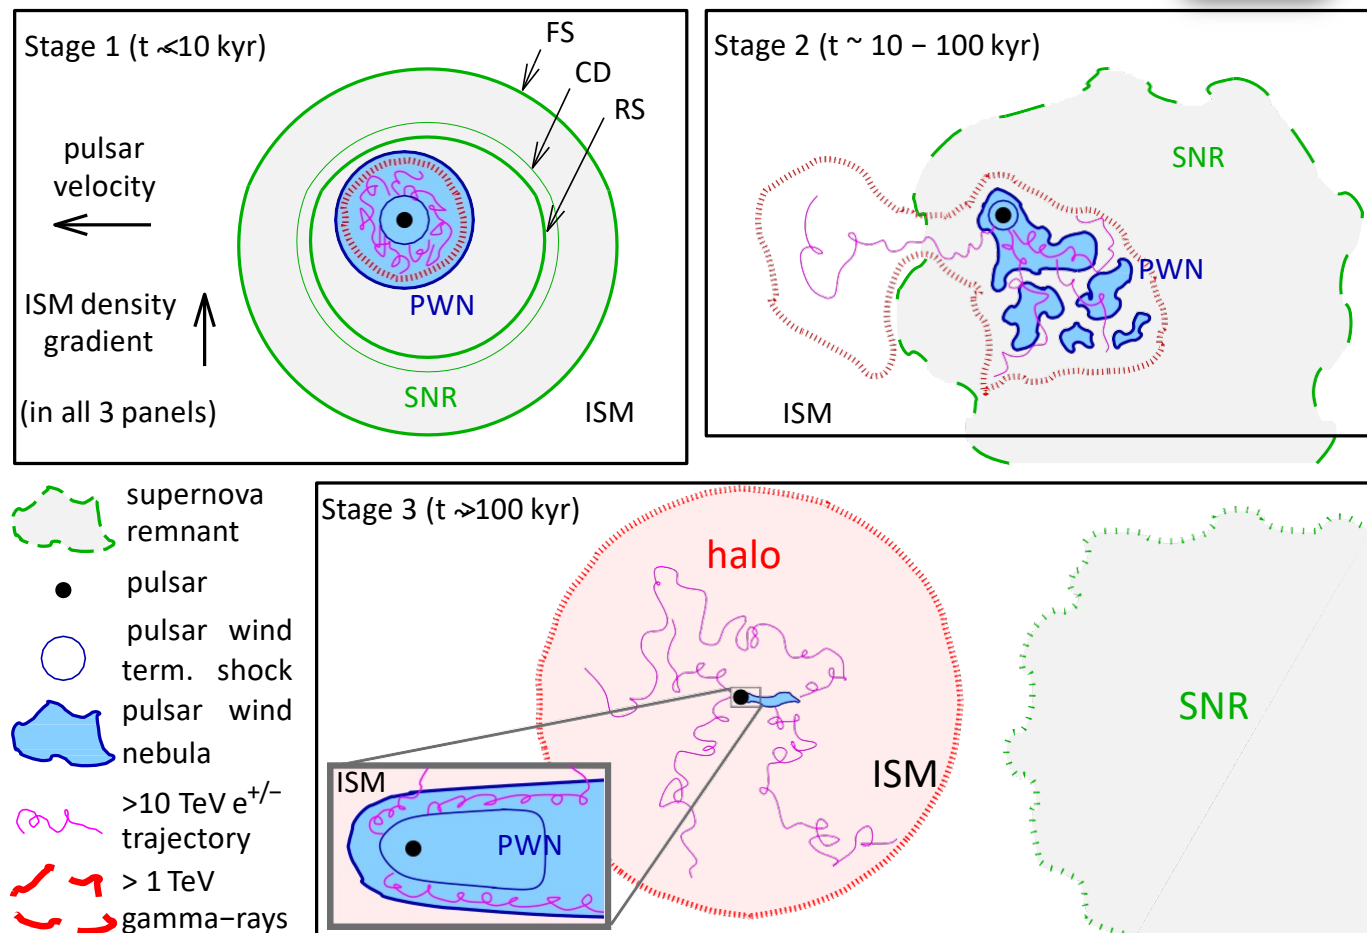 Stage 1 (t ≪10 kyr)
FS
CD
RS
pulsar
velocity
ISM density
gradient
(in all 3 panels)
PWN
SNR
ISM
Stage 2 (t ~ 10 − 100 kyr)
SNR
PWN
ISM
supernova
remnant
pulsar
pulsar wind
term. shock
pulsar wind
nebula
>10 TeV e+/−
trajectory
> 1 TeV
gamma−rays
Stage 3 (t ≫100 kyr)
halo
ISM
SNR
ISM
PWN